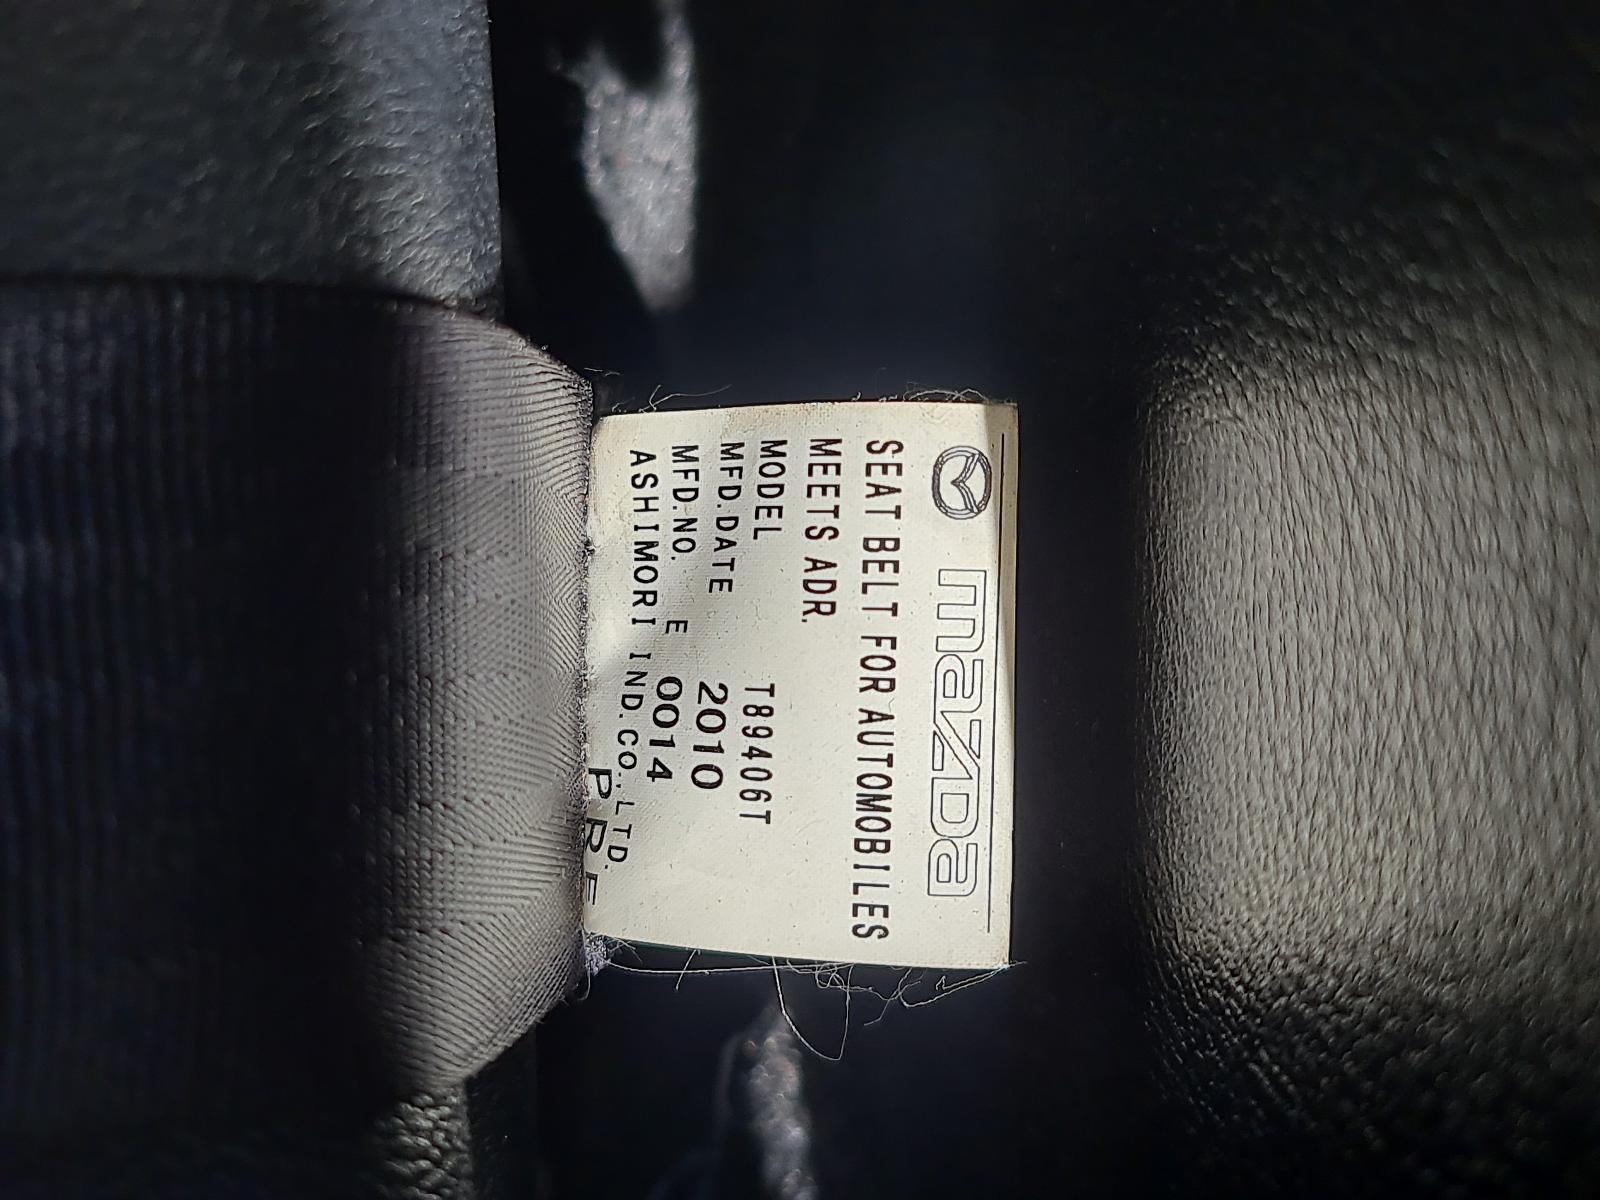 mazda
SEAT BELT FOR AUTOMOBILES
MEETS ADR.
MODEL T89406T
MFD.DATE 2010
MFD.NO. E 0014
ASHIMORI IND.CO.,LTD.